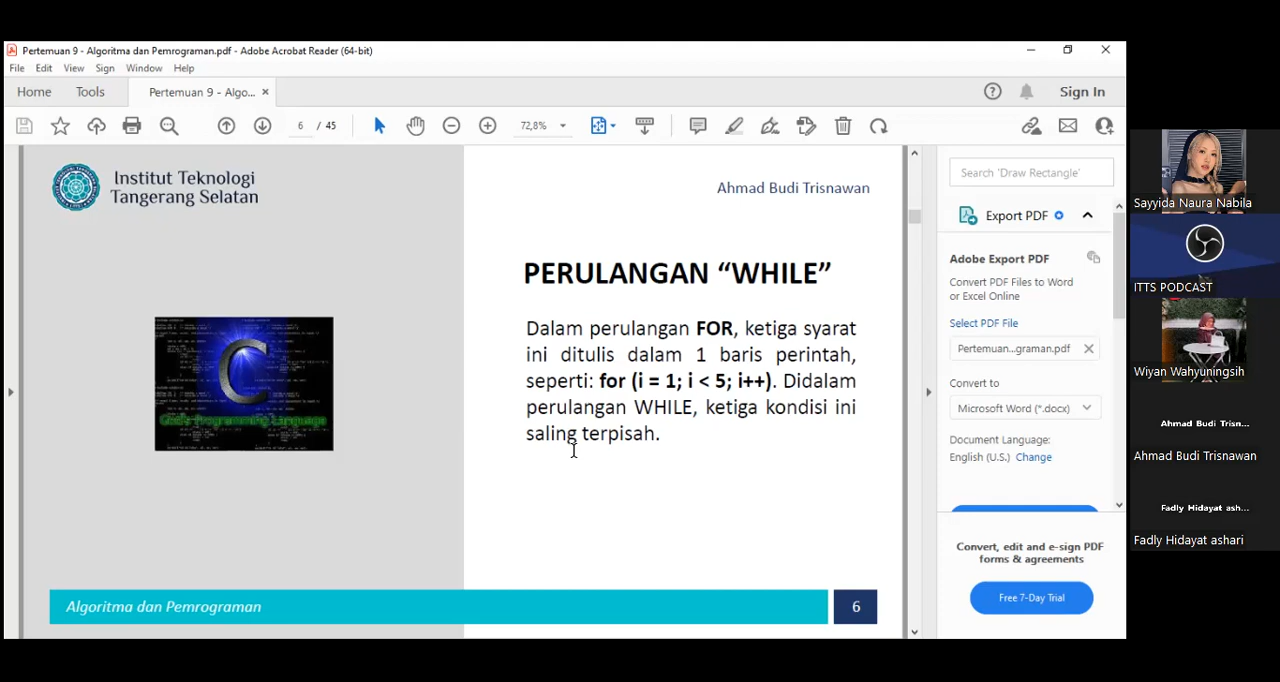 Pertemuan 9 - Algoritma dan Pemrograman.pdf - Adobe Acrobat Reader (64-bit)
File Edit View Sign Window Help
Home Tools Pertemuan 9 - Algo... × Sign In
6 / 45 72,8%
Institut Teknologi
Tangerang Selatan
Ahmad Budi Trisnawan
PERULANGAN “WHILE”
Dalam perulangan FOR, ketiga syarat
ini ditulis dalam 1 baris perintah,
seperti: for (i = 1; i < 5; i++). Didalam
perulangan WHILE, ketiga kondisi ini
saling terpisah.
C
Algoritma dan Pemrograman
6
Search 'Draw Rectangle'
Export PDF
Adobe Export PDF
Convert PDF Files to Word
or Excel Online
Select PDF File
Pertemuan...graman.pdf
Convert to
Microsoft Word (*.docx)
Document Language:
English (U.S.) Change
Convert, edit and e-sign PDF
forms & agreements
Free 7-Day Trial
Sayyida Naura Nabila
ITTS PODCAST
Wiyan Wahyuningsih
Ahmad Budi Trisn...
Ahmad Budi Trisnawan
Fadly Hidayat ash...
Fadly Hidayat ashari